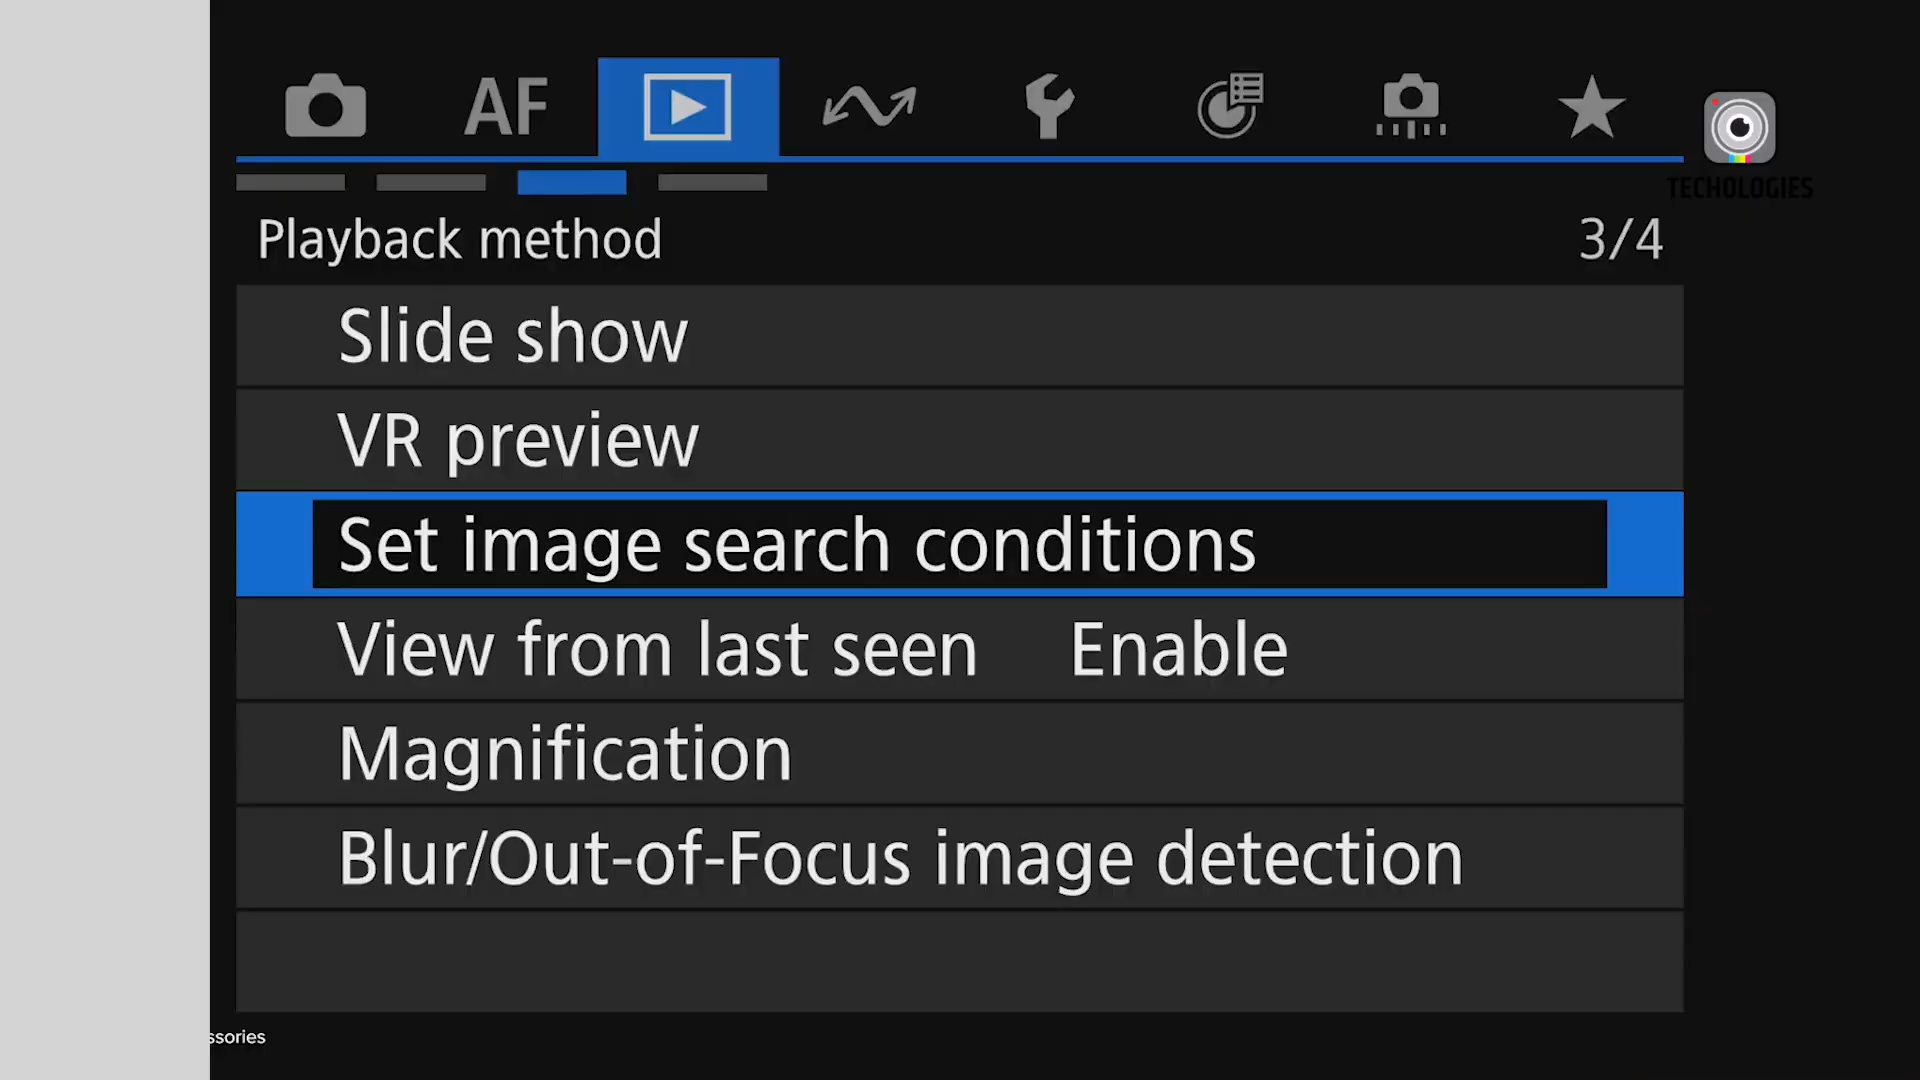 AF
TECHOLOGIES
Playback method 3/4
Slide show
VR preview
Set image search conditions
View from last seen Enable
Magnification
Blur/Out-of-Focus image detection
ssories